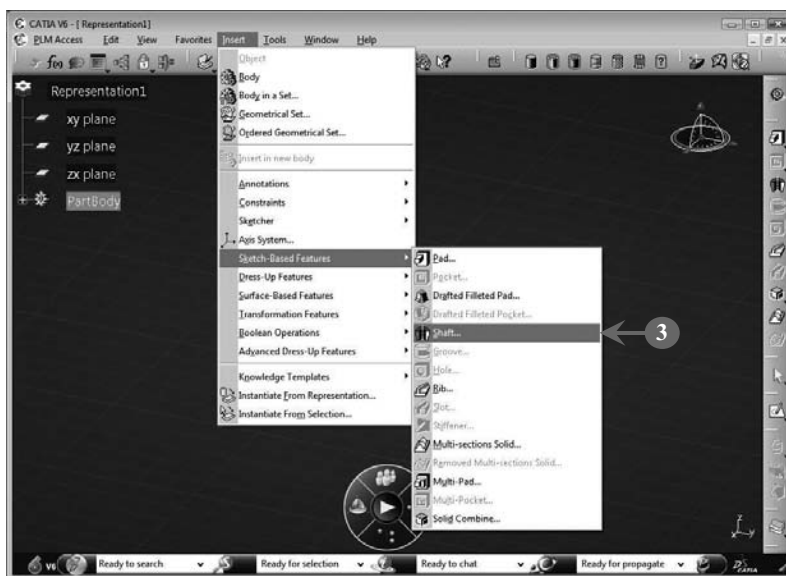 CATIA V6 - [ Representation1]
PLM Access Edit View Favorites Insert Tools Window Help
Representation1
xy plane
yz plane
zx plane
PartBody
Object
Body
Body in a Set...
Geometrical Set...
Ordered Geometrical Set...
Insert in new body
Annotations
Constraints
Sketcher
Axis System...
Sketch-Based Features
Dress-Up Features
Surface-Based Features
Transformation Features
Boolean Operations
Advanced Dress-Up Features
Knowledge Templates
Instantiate From Representation...
Instantiate From Selection...
Pad...
Pocket...
Drafted Filleted Pad...
Drafted Filleted Pocket...
Shaft...
3
Groove...
Hole...
Rib...
Slot...
Stiffener...
Multi-sections Solid...
Removed Multi-sections Solid...
Multi-Pad...
Multi-Pocket...
Solid Combine...
V6 Ready to search Ready for selection Ready to chat Ready for propagate CATIA